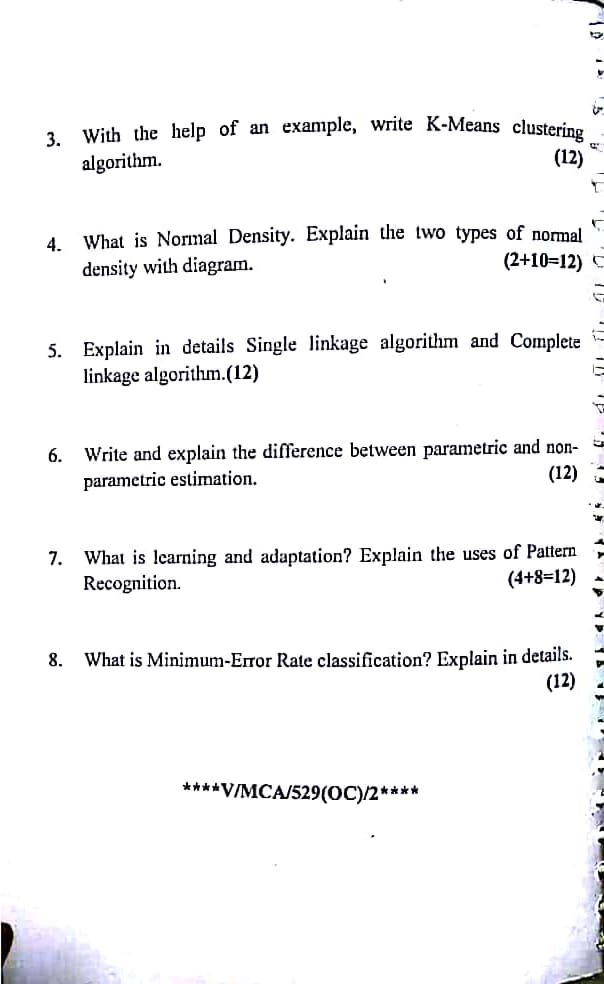 3. With the help of an example, write K-Means clustering
algorithm. (12)
4. What is Normal Density. Explain the two types of normal
density with diagram. (2+10=12)
5. Explain in details Single linkage algorithm and Complete
linkage algorithm.(12)
6. Write and explain the difference between parametric and non-
parametric estimation. (12)
7. What is learning and adaptation? Explain the uses of Pattern
Recognition. (4+8=12)
8. What is Minimum-Error Rate classification? Explain in details.
(12)
****V/MCA/529(OC)/2****